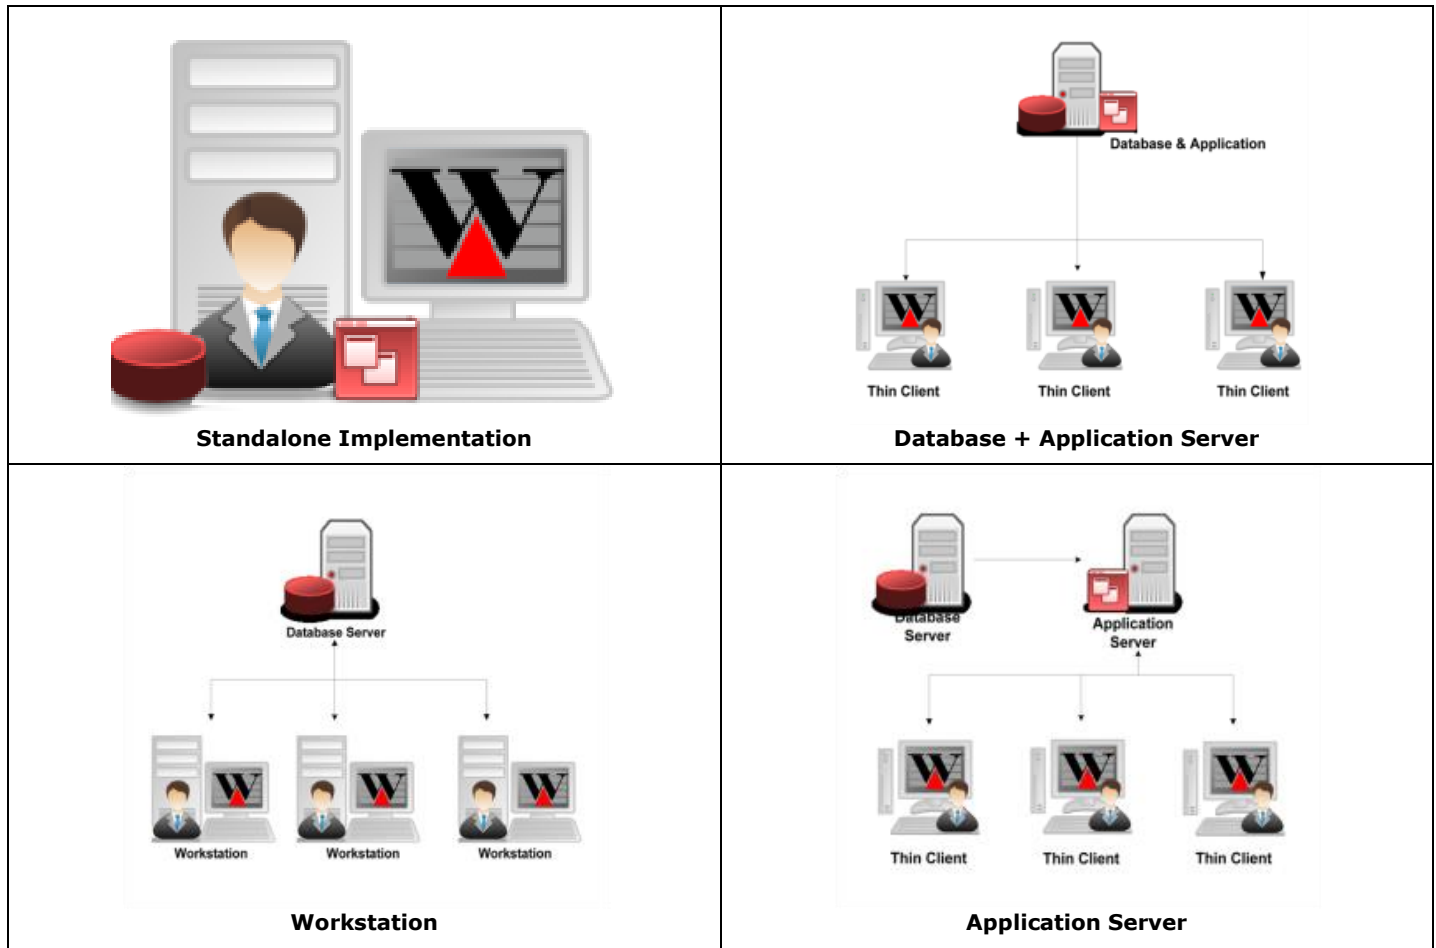 W
Standalone Implementation
Database & Application
W
W
W
Thin Client
Thin Client
Thin Client
Database + Application Server
Database Server
W
W
W
Workstation
Workstation
Workstation
Workstation
Database
Server
Application
Server
W
W
W
Thin Client
Thin Client
Thin Client
Application Server